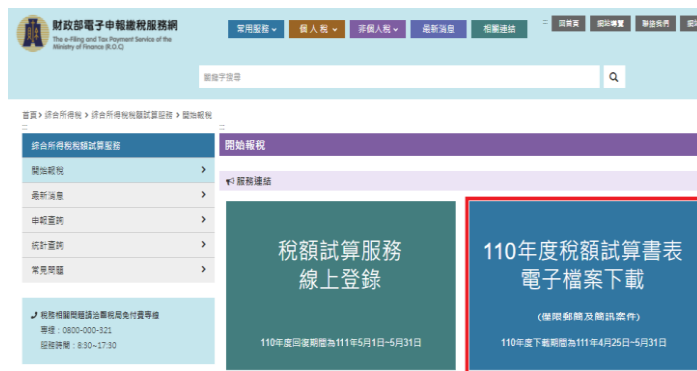 財政部電子申報繳稅服務網
The e-Filing and Tax Payment Service of the
Ministry of Finance (R.O.C)
常用服務
個人稅
非個人稅
最新消息
相關連結
回首頁
網站導覽
聯絡我們
關鍵字搜尋
首頁 > 綜合所得稅 > 綜合所得稅稅額試算服務 > 開始報稅
綜合所得稅稅額試算服務
開始報稅
最新消息
申報查詢
統計查詢
常見問題
稅務相關問題請洽國稅局免付費專線
專線:0800-000-321
服務時間:8:30~17:30
開始報稅
服務連結
稅額試算服務
線上登錄
110年度回復期間為111年5月1日~5月31日
110年度稅額試算書表
電子檔案下載
(僅限郵簡及簡訊案件)
110年度下載期間為111年4月25日~5月31日